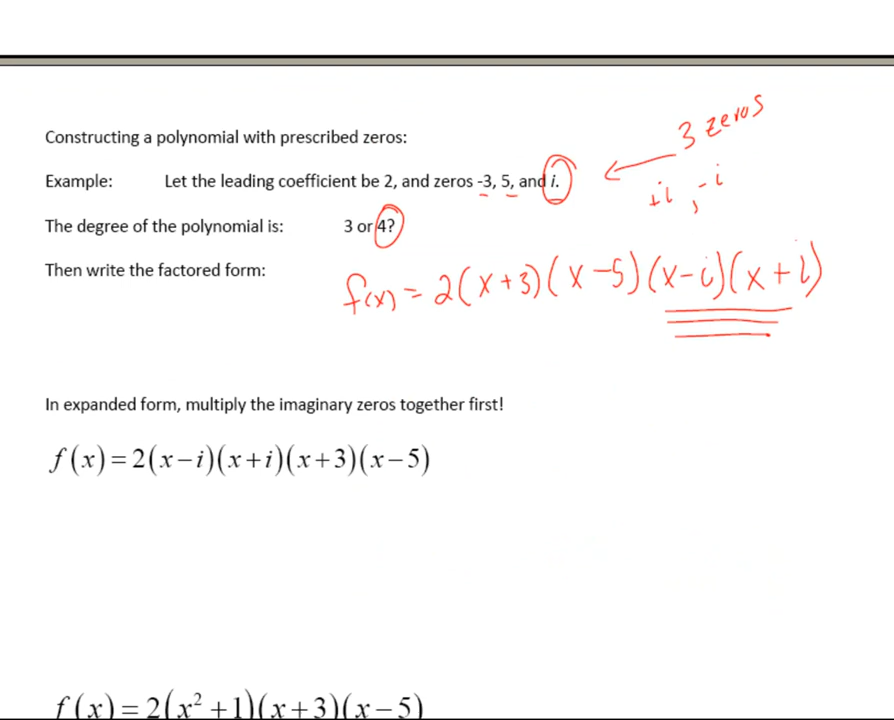 Constructing a polynomial with prescribed zeros:
3 zeros
Example: Let the leading coefficient be 2, and zeros -3, 5, and i.
+i, -i
The degree of the polynomial is: 3 or 4?
Then write the factored form: f(x) = 2(x+3)(x-5)(x-i)(x+i)
In expanded form, multiply the imaginary zeros together first!
f(x)=2(x−i)(x+i)(x+3)(x−5)
f(x)=2(x²+1)(x+3)(x−5)